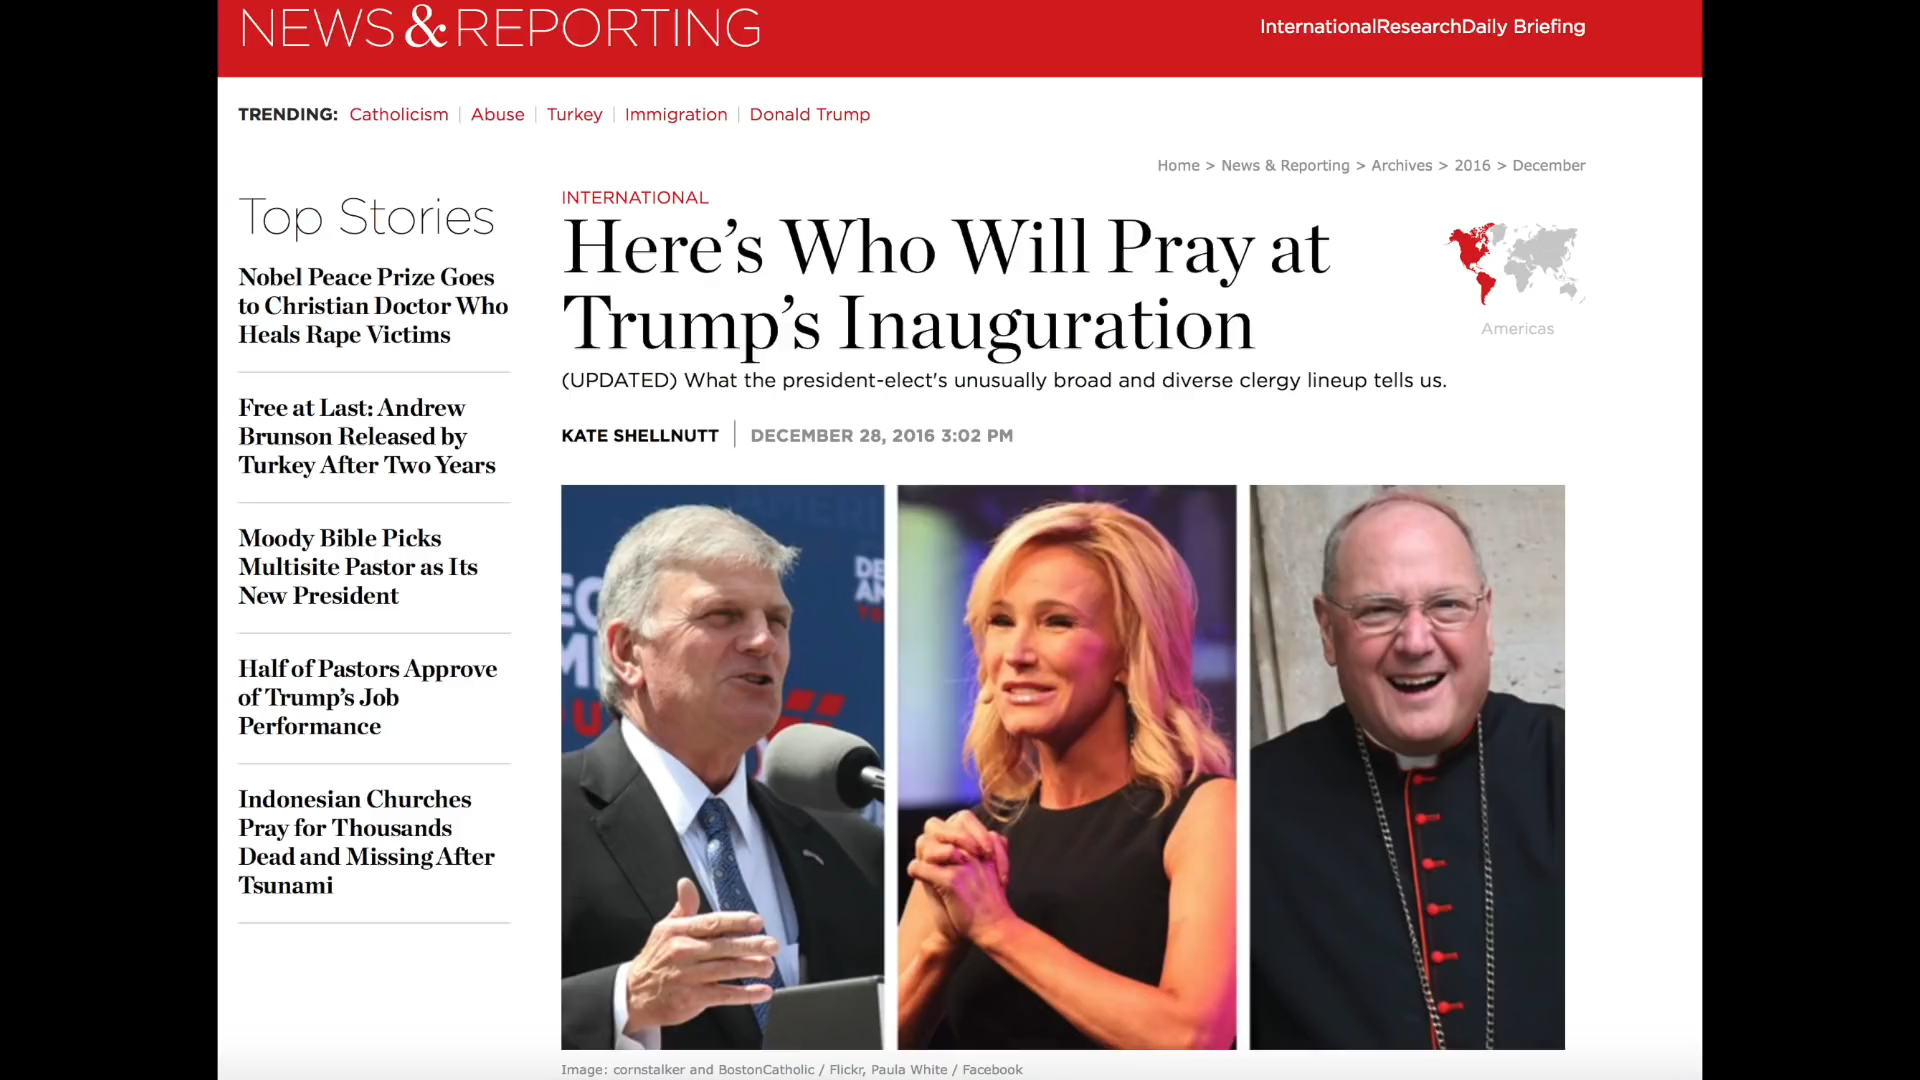 NEWS & REPORTING
InternationalResearchDaily Briefing
TRENDING: Catholicism | Abuse | Turkey | Immigration | Donald Trump
Home > News & Reporting > Archives > 2016 > December
Top Stories
Nobel Peace Prize Goes
to Christian Doctor Who
Heals Rape Victims
Free at Last: Andrew
Brunson Released by
Turkey After Two Years
Moody Bible Picks
Multisite Pastor as Its
New President
Half of Pastors Approve
of Trump's Job
Performance
Indonesian Churches
Pray for Thousands
Dead and Missing After
Tsunami
INTERNATIONAL
Here's Who Will Pray at
Trump's Inauguration
(UPDATED) What the president-elect's unusually broad and diverse clergy lineup tells us.
KATE SHELLNUTT | DECEMBER 28, 2016 3:02 PM
Americas
Image: cornstalker and BostonCatholic / Flickr, Paula White / Facebook